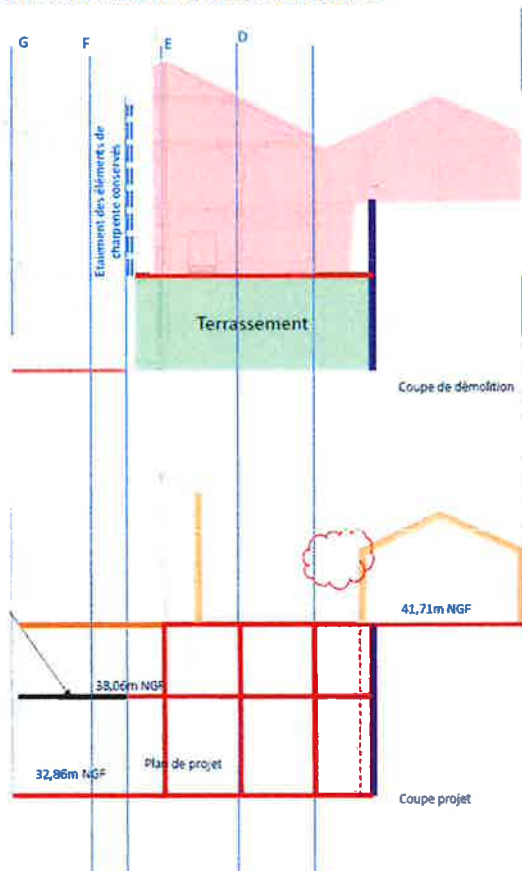 G F E D
Etaiement des éléments de
charpente conservés
Terrassement
Coupe de démolition
41,71m NGF
38,06m NGF
Plan de projet
32,86m NGF
Coupe projet